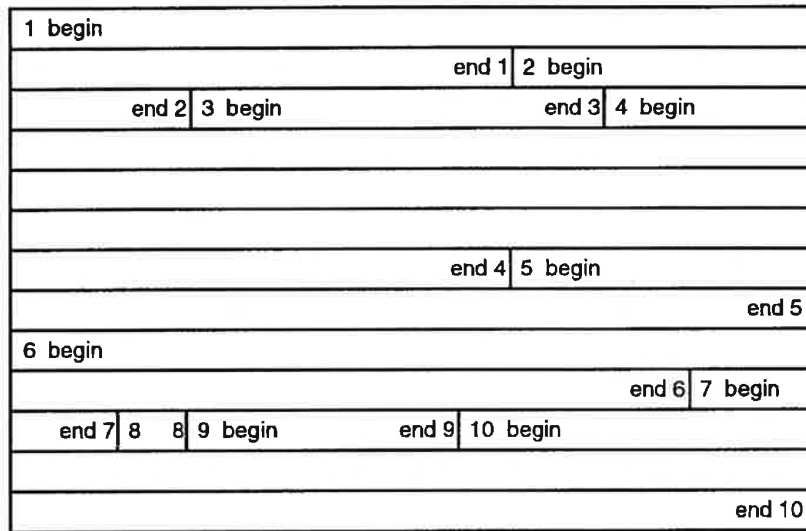 1 begin
end 1 2 begin
end 2 3 begin end 3 4 begin
end 4 5 begin
end 5
6 begin
end 6 7 begin
end 7 8 8 9 begin end 9 10 begin
end 10